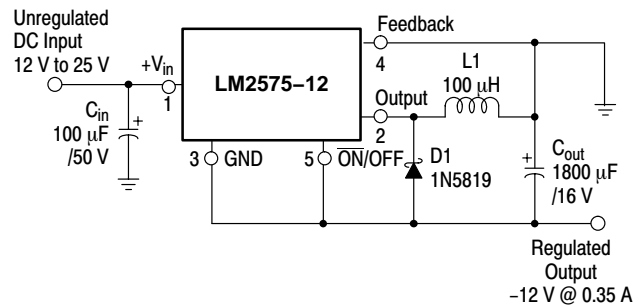 Unregulated
DC Input
12 V to 25 V
+Vin
1
Cin
100 μF
/50 V
+
LM2575–12
Feedback
4
Output
2
3
GND
5
ON/OFF
L1
100 μH
D1
1N5819
+
Cout
1800 μF
/16 V
Regulated
Output
–12 V @ 0.35 A